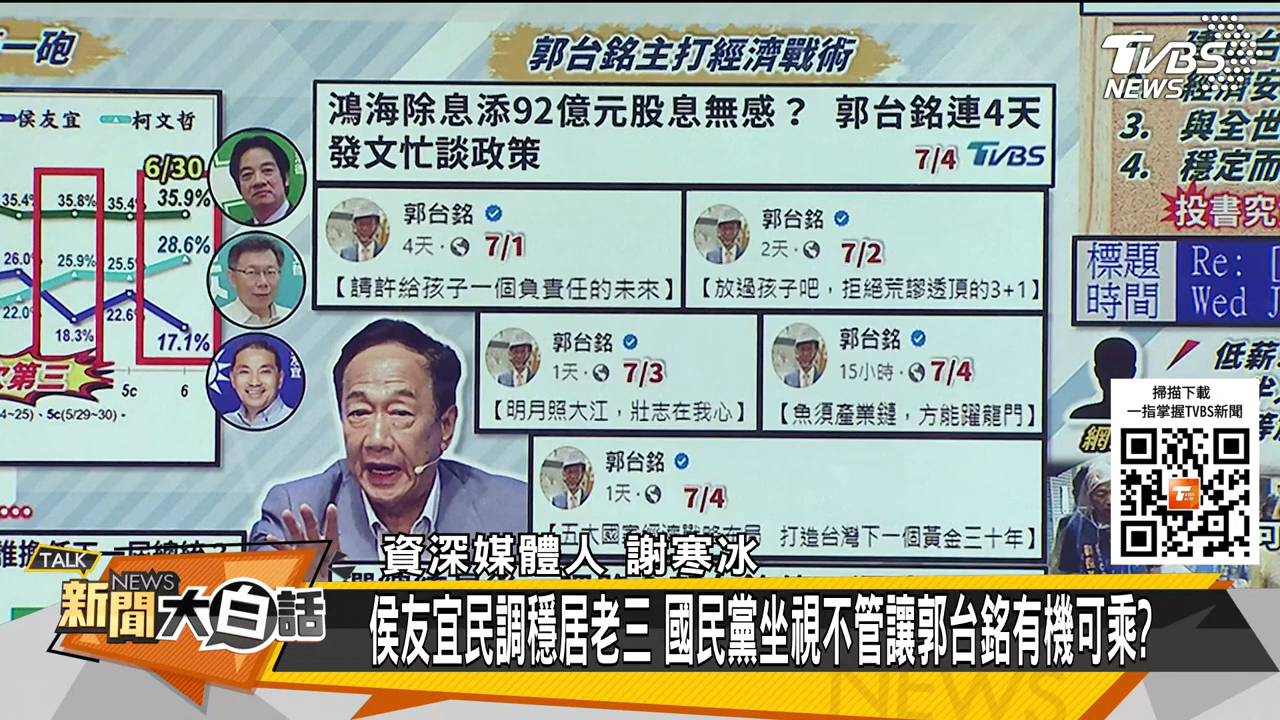 一砲
郭台銘主打經濟戰術
TVBS
NEWS
侯友宜 柯文哲
6/30
35.4% 35.8% 35.4% 35.9%
28.6%
26.0% 25.9% 25.5%
22.0% 22.6%
18.3% 17.1%
次第三
5c 6
4~25)、5c(5/29~30)。
鴻海除息添92億元股息無感? 郭台銘連4天
發文忙談政策
7/4 TVBS
郭台銘
4天· 7/1
【請許給孩子一個負責任的未來】
郭台銘
2天· 7/2
【放過孩子吧,拒絕荒謬透頂的3+1】
郭台銘
1天· 7/3
【明月照大江,壯志在我心】
郭台銘
15小時· 7/4
【魚須產業鏈,方能躍龍門】
郭台銘
1天· 7/4
【五大國家經濟戰略布局 打造台灣下一個黃金三十年】
經濟安
3. 與全世
4. 穩定而
投書究
標題 Re: [
時間 Wed J
低薪
網
掃描下載
一指掌握TVBS新聞
資深媒體人 謝寒冰
TALK
NEWS
新聞大白話
侯友宜民調穩居老三 國民黨坐視不管讓郭台銘有機可乘?
NEWS